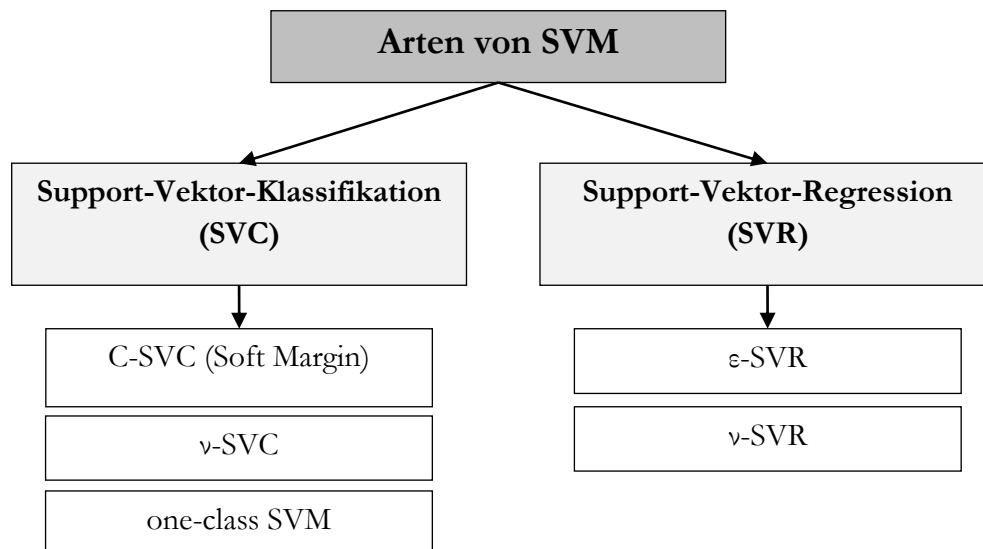 Arten von SVM
Support-Vektor-Klassifikation
(SVC)
C-SVC (Soft Margin)
ν-SVC
one-class SVM
Support-Vektor-Regression
(SVR)
ε-SVR
ν-SVR